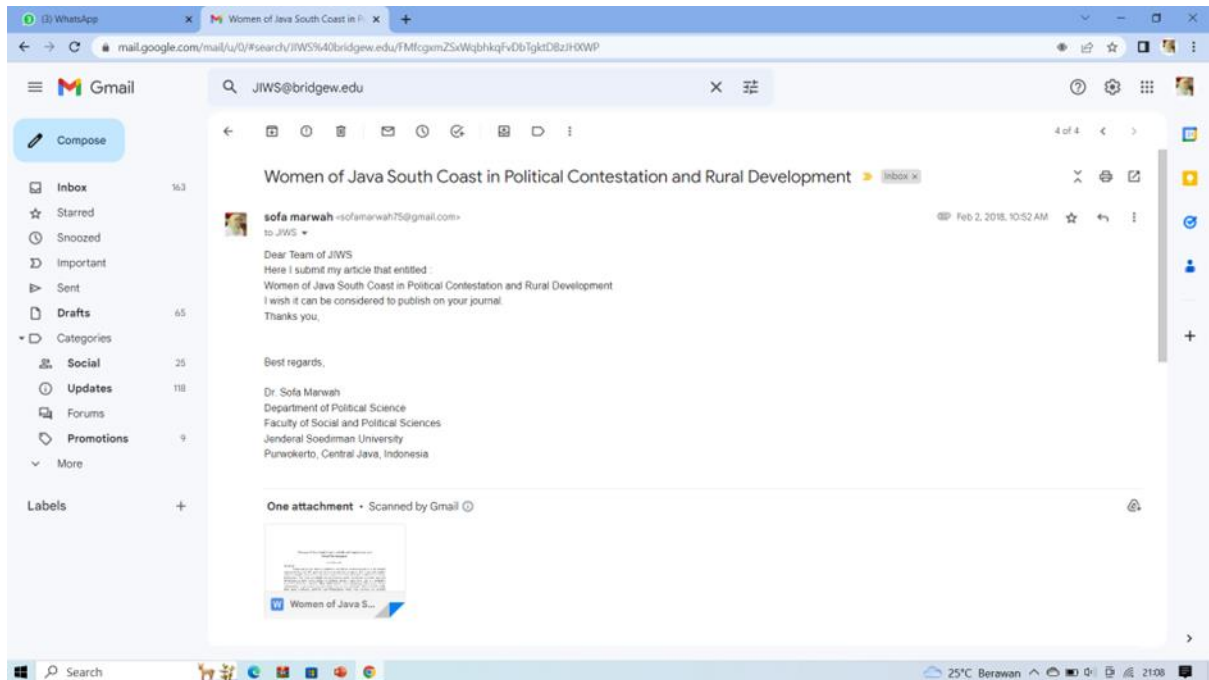 (3) WhatsApp
Women of Java South Coast in P
mail.google.com/mail/u/0/#search/JIWS%40bridgew.edu/FMfcgxmZSxWqbhkqFvDbTgktDBzJHXWP
Gmail
JIWS@bridgew.edu
Compose
4 of 4
Women of Java South Coast in Political Contestation and Rural Development
Inbox x
Inbox 163
Starred
Snoozed
Important
Sent
Drafts 65
Categories
Social 25
Updates 118
Forums
Promotions 9
More
Labels
sofa marwah <sofamarwah75@gmail.com>
Feb 2, 2018, 10:52 AM
to JIWS
Dear Team of JIWS
Here I submit my article that entitled :
Women of Java South Coast in Political Contestation and Rural Development
I wish it can be considered to publish on your journal.
Thanks you,
Best regards,
Dr. Sofa Marwah
Department of Political Science
Faculty of Social and Political Sciences
Jenderal Soedirman University
Purwokerto, Central Java, Indonesia
One attachment • Scanned by Gmail
W Women of Java S...
Search
25°C Berawan
21:08